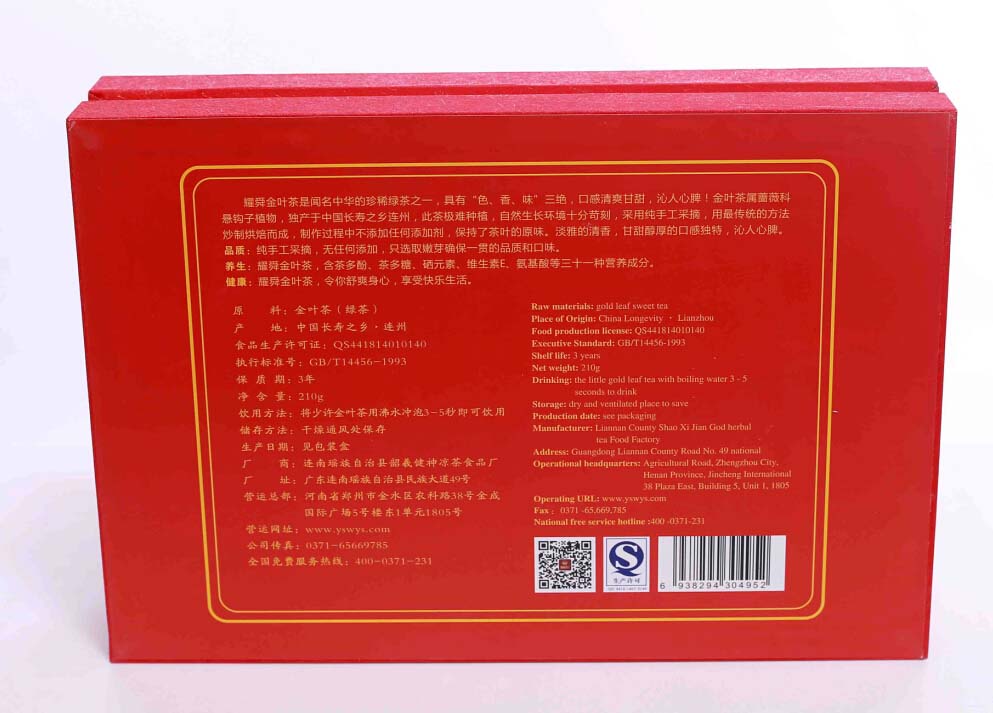 耀舜金叶茶是闻名中华的珍稀绿茶之一，具有“色、香、味”三绝，口感清爽甘甜，沁人心脾！金叶茶属蔷薇科
悬钩子植物，独产于中国长寿之乡连州，此茶极难种植，自然生长环境十分苛刻，采用纯手工采摘，用最传统的方法
炒制烘焙而成，制作过程中不添加任何添加剂，保持了茶叶的原味。淡雅的清香，甘甜醇厚的口感独特，沁人心脾。
品质：纯手工采摘，无任何添加，只选取嫩芽确保一贯的品质和口味。
养生：耀舜金叶茶，含茶多酚、茶多糖、硒元素、维生素E、氨基酸等三十一种营养成分。
健康：耀舜金叶茶，令你舒爽身心，享受快乐生活。
原 料：金叶茶（绿茶）
产 地：中国长寿之乡·连州
食品生产许可证：QS441814010140
执行标准号：GB/T14456-1993
保 质 期：3年
净 含 量：210g
饮用方法：将少许金叶茶用沸水冲泡3-5秒即可饮用
储存方法：干燥通风处保存
生产日期：见包装盒
厂 商：连南瑶族自治县韶羲健神凉茶食品厂
厂 址：广东连南瑶族自治县民族大道49号
营运总部：河南省郑州市金水区农科路38号金成
国际广场5号楼东1单元1805号
营运网址：www.yswys.com
公司传真：0371-65669785
全国免费服务热线：400-0371-231
Raw materials: gold leaf sweet tea
Place of Origin: China Longevity · Lianzhou
Food production license: QS441814010140
Executive Standard: GB/T14456-1993
Shelf life: 3 years
Net weight: 210g
Drinking: the little gold leaf tea with boiling water 3 - 5
seconds to drink
Storage: dry and ventilated place to save
Production date: see packaging
Manufacturer: Liannan County Shao Xi Jian God herbal
tea Food Factory
Address: Guangdong Liannan County Road No. 49 national
Operational headquarters: Agricultural Road, Zhengzhou City,
Henan Province, Jincheng International
38 Plaza East, Building 5, Unit 1, 1805
Operating URL: www.yswys.com
Fax : 0371 -65,669,785
National free service hotline :400 -0371-231
QS
生产许可
6 938294 304952